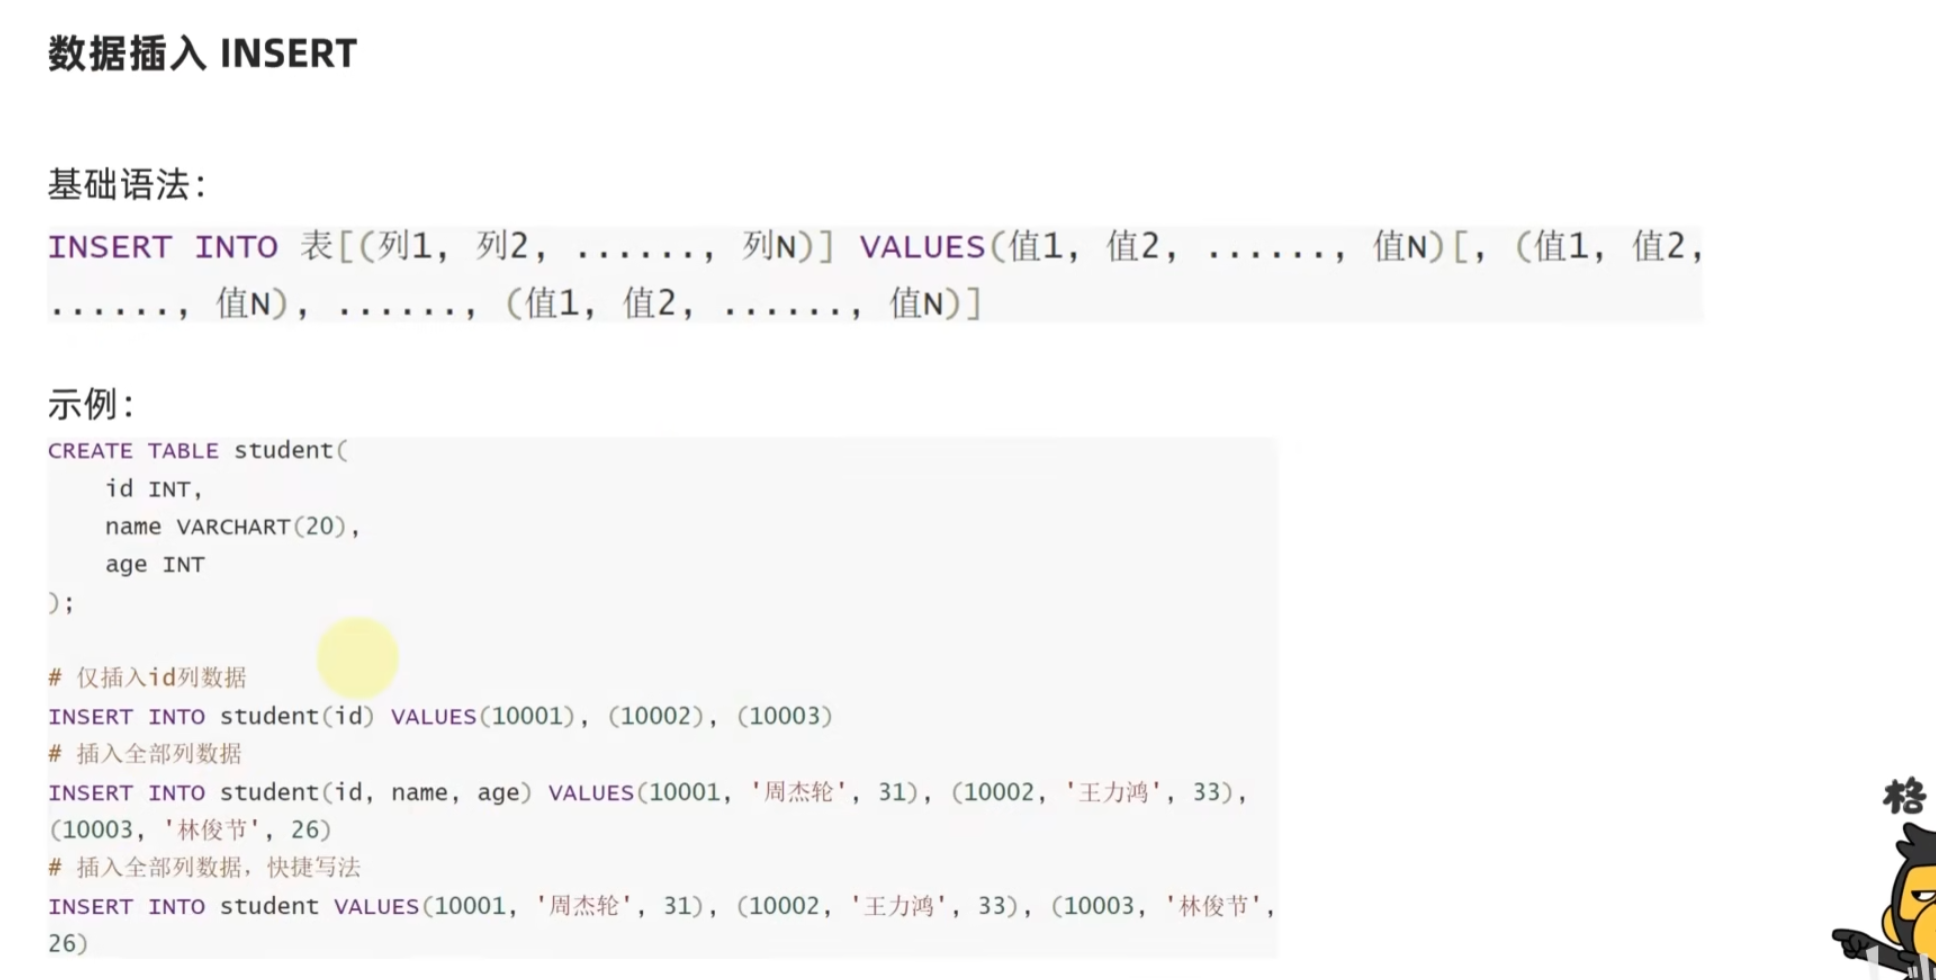 数据插入 INSERT
基础语法：
INSERT INTO 表[(列1, 列2, ......, 列N)] VALUES(值1, 值2, ......, 值N)[, (值1, 值2,
......, 值N), ......, (值1, 值2, ......, 值N)]
示例：
CREATE TABLE student(
    id INT,
    name VARCHART(20),
    age INT
);
# 仅插入id列数据
INSERT INTO student(id) VALUES(10001), (10002), (10003)
# 插入全部列数据
INSERT INTO student(id, name, age) VALUES(10001, '周杰轮', 31), (10002, '王力鸿', 33),
(10003, '林俊节', 26)
# 插入全部列数据，快捷写法
INSERT INTO student VALUES(10001, '周杰轮', 31), (10002, '王力鸿', 33), (10003, '林俊节',
26)
格